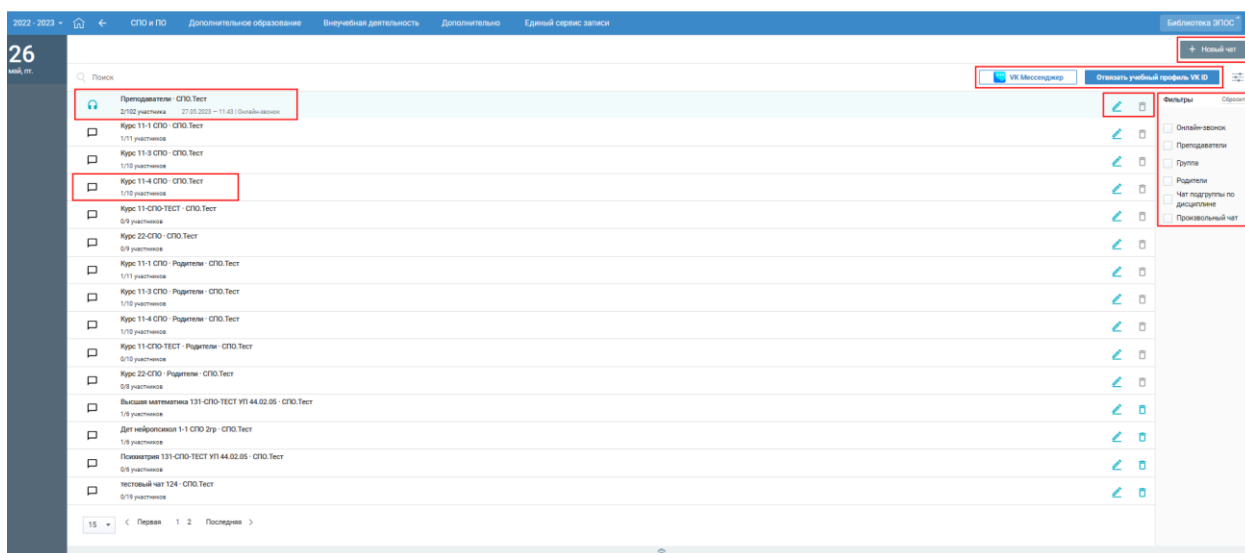 2022 - 2023 СПО и ПО Дополнительное образование Внеучебная деятельность Дополнительно Единый сервис записи Библиотека ЭПОС
26
май, пт.
+ Новый чат
Поиск VK Мессенджер Отвязать учебный профиль VK ID
Преподаватели · СПО.Тест
2/102 участника 27.05.2023 — 11:43 | Онлайн-звонок
Курс 11-1 СПО · СПО.Тест
1/11 участников
Курс 11-3 СПО · СПО.Тест
1/10 участников
Курс 11-4 СПО · СПО.Тест
1/10 участников
Курс 11-СПО-ТЕСТ · СПО.Тест
0/9 участников
Курс 22-СПО · СПО.Тест
0/9 участников
Курс 11-1 СПО · Родители · СПО.Тест
1/11 участников
Курс 11-3 СПО · Родители · СПО.Тест
1/10 участников
Курс 11-4 СПО · Родители · СПО.Тест
1/10 участников
Курс 11-СПО-ТЕСТ · Родители · СПО.Тест
0/10 участников
Курс 22-СПО · Родители · СПО.Тест
0/8 участников
Высшая математика 131-СПО-ТЕСТ УП 44.02.05 · СПО.Тест
1/6 участников
Дет нейропсихол 1-1 СПО 2гр · СПО.Тест
1/6 участников
Психиатрия 131-СПО-ТЕСТ УП 44.02.05 · СПО.Тест
0/6 участников
тестовый чат 124 · СПО.Тест
0/19 участников
15 Первая 1 2 Последняя
Фильтры Сбросить
Онлайн-звонок
Преподаватели
Группа
Родители
Чат подгруппы по
дисциплине
Произвольный чат